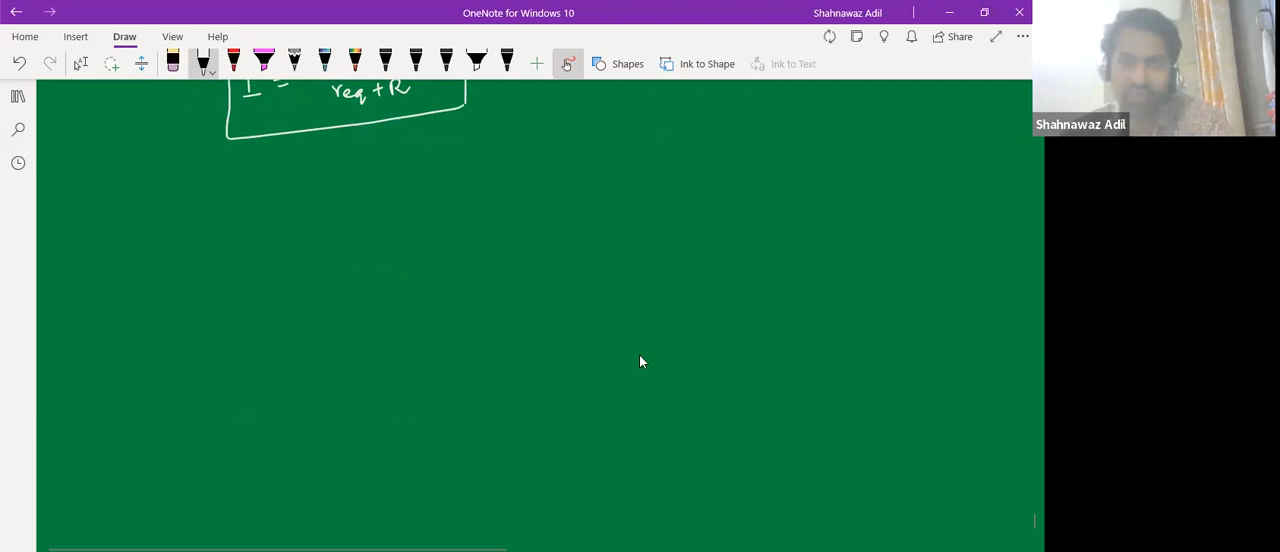 OneNote for Windows 10
Shahnawaz Adil
Home Insert Draw View Help
Share
Shapes
Ink to Shape
Ink to Text
I =
req + R
Shahnawaz Adil